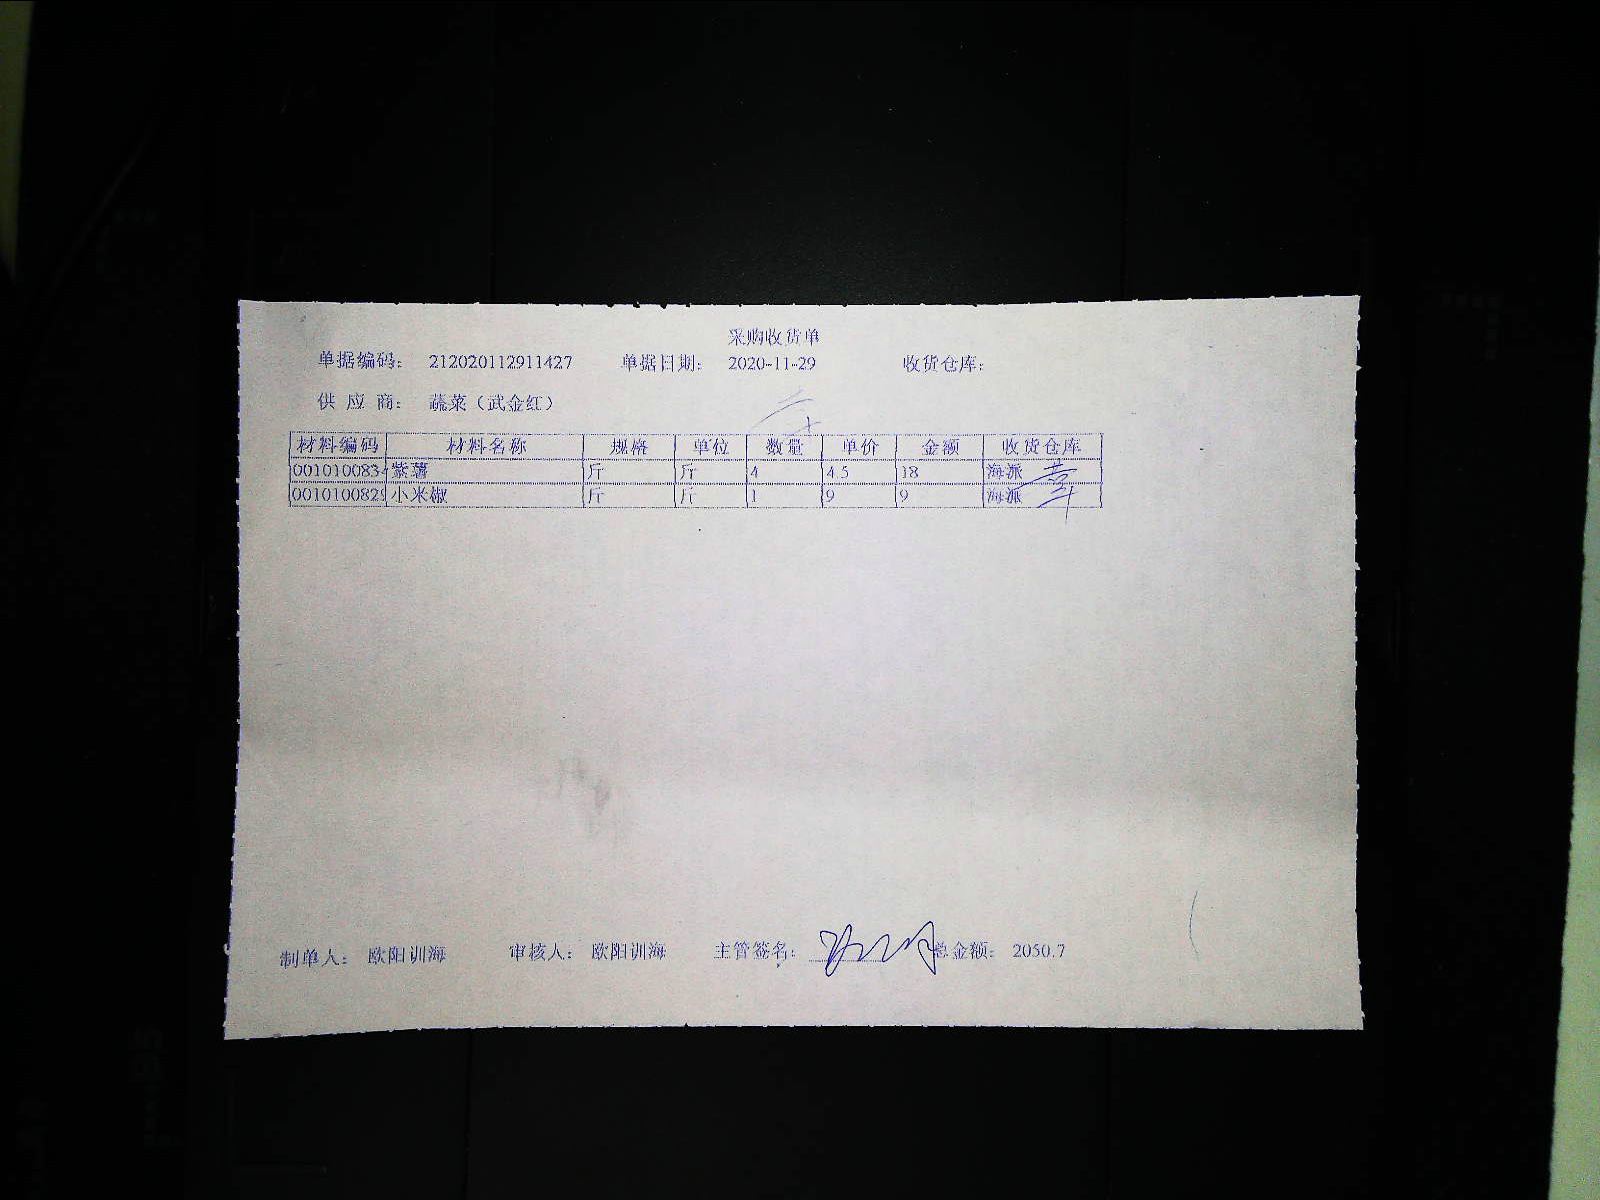 采购收货单
单据编码： 212020112911427 单据日期： 2020-11-29 收货仓库：
供 应 商： 蔬菜（武金红）
材料编码 材料名称 规格 单位 数量 单价 金额 收货仓库
0010100834 紫薯 斤 斤 4 4.5 18 海派
0010100829 小米椒 斤 斤 1 9 9 海派
制单人： 欧阳训海 审核人： 欧阳训海 主管签名： 总金额： 2050.7